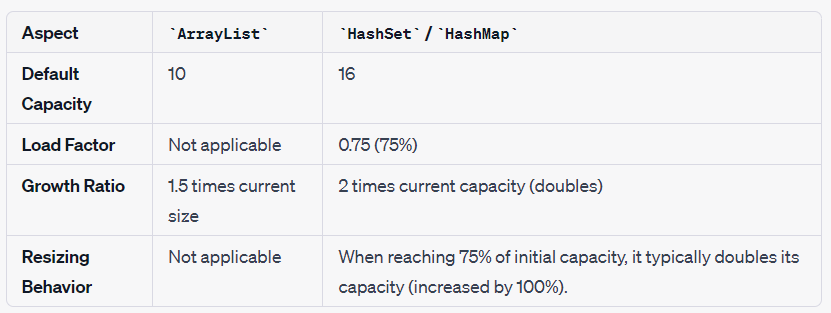 Aspect `ArrayList` `HashSet` / `HashMap`
Default Capacity 10 16
Load Factor Not applicable 0.75 (75%)
Growth Ratio 1.5 times current size 2 times current capacity (doubles)
Resizing Behavior Not applicable When reaching 75% of initial capacity, it typically doubles its capacity (increased by 100%).